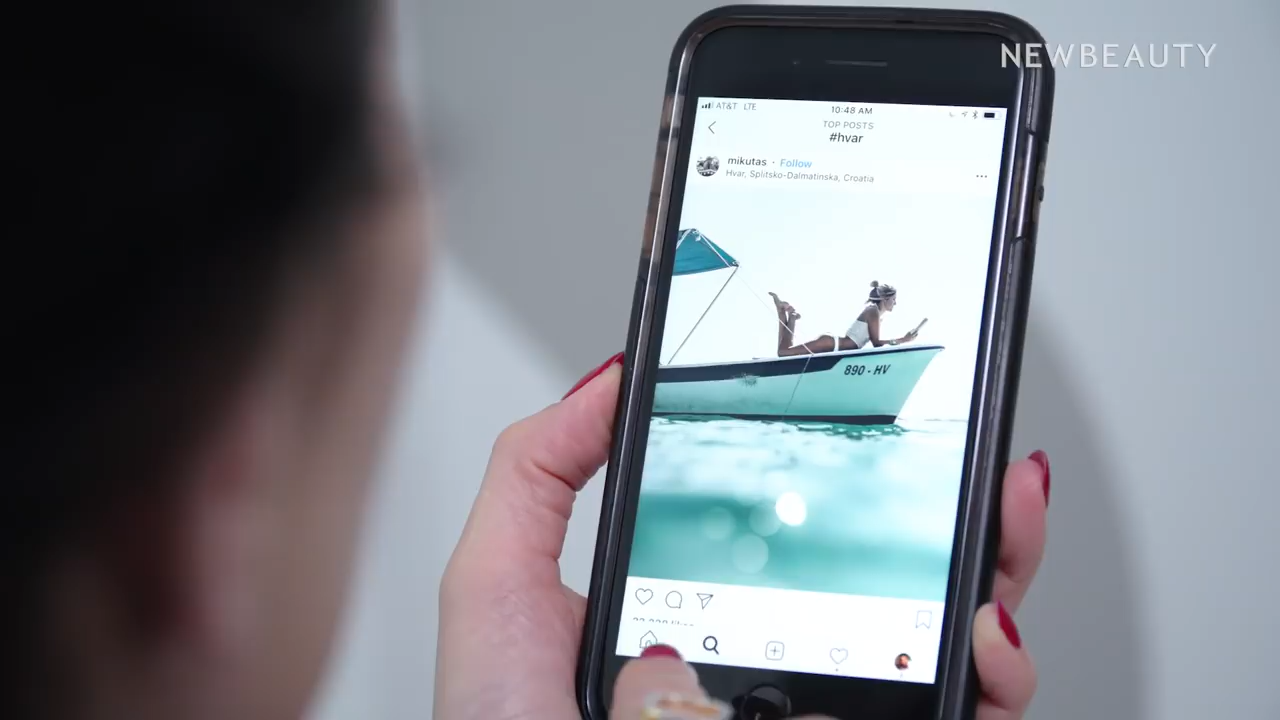 NEWBEAUTY
AT&T LTE 10:48 AM
TOP POSTS
#hvar
mikutas · Follow
Hvar, Splitsko-Dalmatinska, Croatia
890 - HV